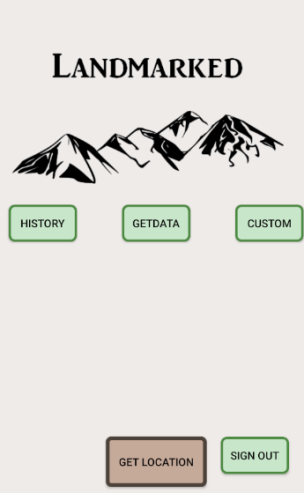 LANDMARKED
HISTORY GETDATA CUSTOM
GET LOCATION SIGN OUT